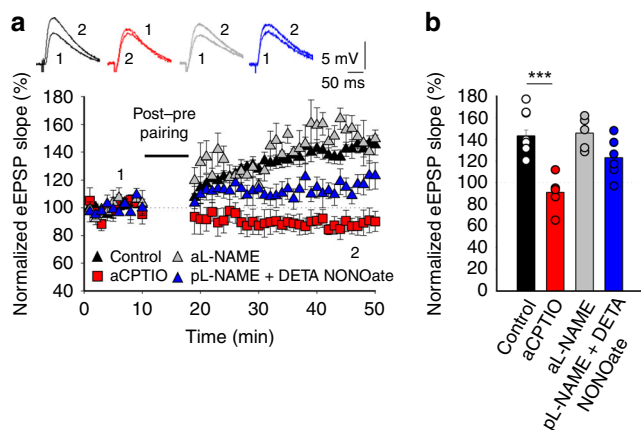 a
2
1
1
2
2
1
2
1
5 mV
50 ms
Normalized eEPSP slope (%)
160
140
120
100
80
60
40
Post–pre
pairing
1
2
Control
aL-NAME
aCPTIO
pL-NAME + DETA NONOate
0
10
20
30
40
50
Time (min)
b
Normalized eEPSP slope (%)
180
160
140
120
100
80
60
40
20
0
***
Control
aCPTIO
aL-NAME
pL-NAME + DETA
NONOate